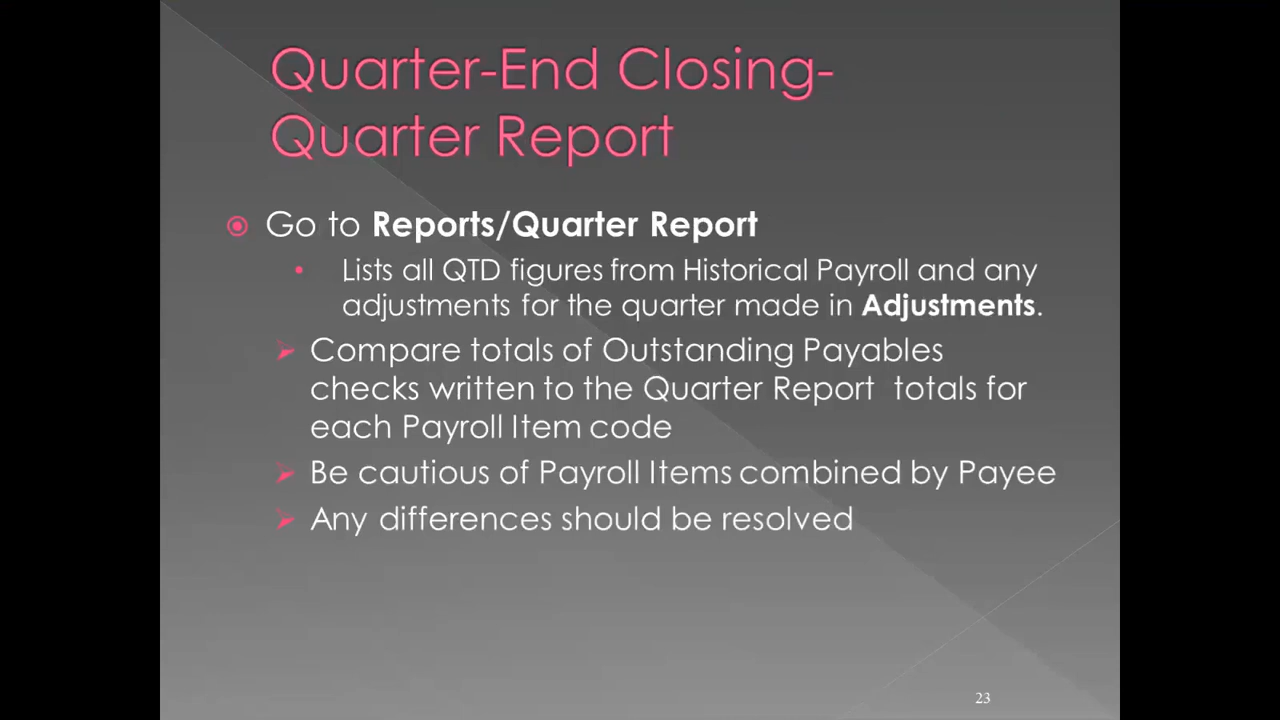 Quarter-End Closing-
Quarter Report
Go to Reports/Quarter Report
Lists all QTD figures from Historical Payroll and any
adjustments for the quarter made in Adjustments.
Compare totals of Outstanding Payables
checks written to the Quarter Report totals for
each Payroll Item code
Be cautious of Payroll Items combined by Payee
Any differences should be resolved
23